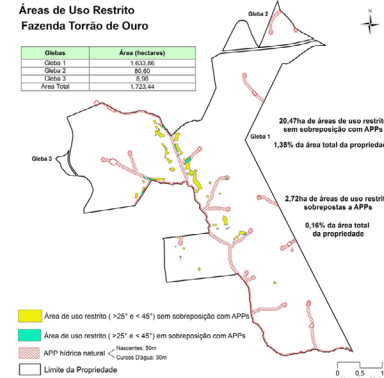 Áreas de Uso Restrito
Fazenda Torrão de Ouro
Glebas Área (hectares)
Gleba 1 1.633,86
Gleba 2 80,60
Gleba 3 8,98
Área Total 1.723,44
Gleba 2
N
20,47ha de áreas de uso restrito
sem sobreposição com APPs
Gleba 1
1,35% da área total da propriedade
Gleba 3
2,72ha de áreas de uso restrito
sobrepostas a APPs
0,16% da área total
da propriedade
Área de uso restrito ( >25° e < 45°) sem sobreposição com APPs
Área de uso restrito ( >25° e < 45°) em sobreposição com APPs
APP hídrica natural
Nascentes: 50m
Cursos D'água: 30m
Limite da Propriedade
0 0,5 1